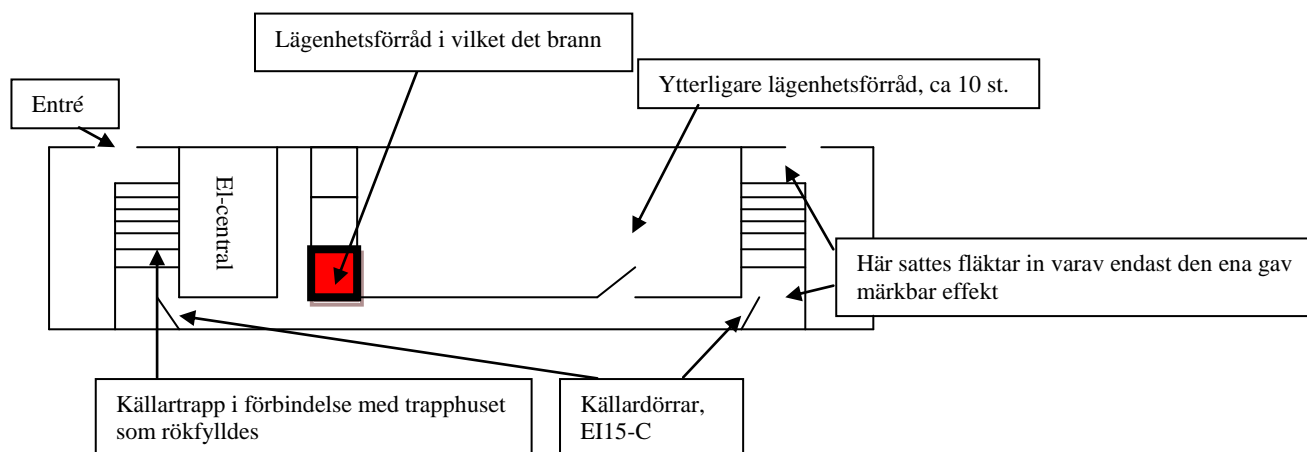 Lägenhetsförråd i vilket det brann
Ytterligare lägenhetsförråd, ca 10 st.
Entré
El-central
Här sattes fläktar in varav endast den ena gav
märkbar effekt
Källartrapp i förbindelse med trapphuset
som rökfylldes
Källardörrar,
EI15-C